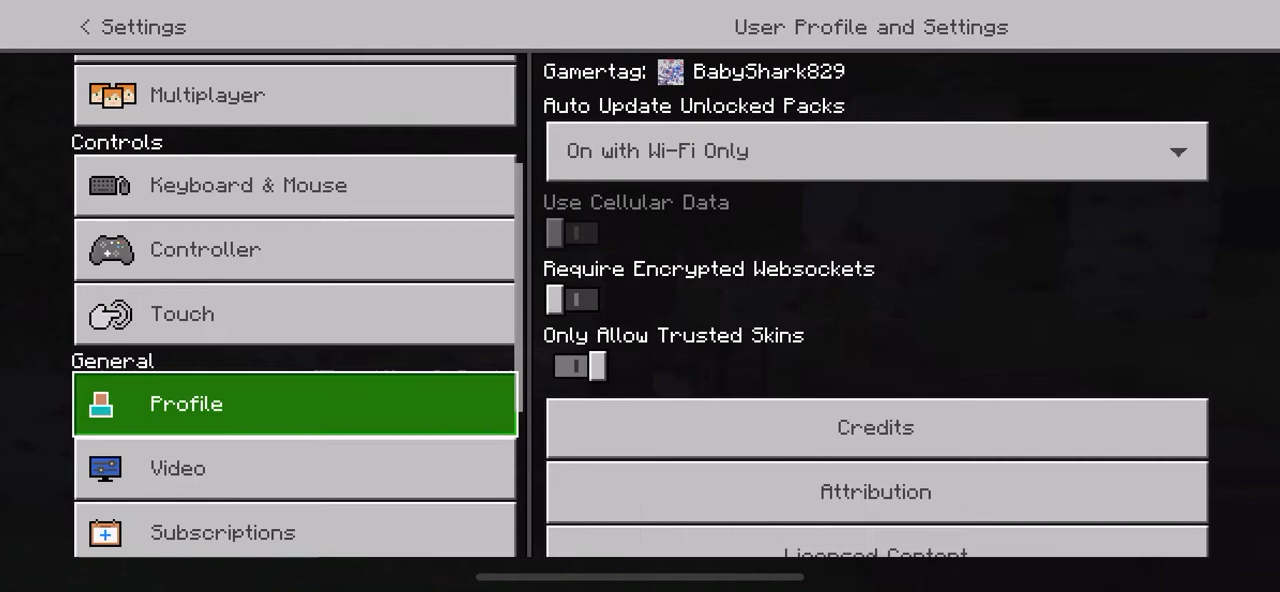 Settings
User Profile and Settings
Multiplayer
Controls
Keyboard & Mouse
Controller
Touch
General
Profile
Video
Subscriptions
Gamertag: BabyShark829
Auto Update Unlocked Packs
On with Wi-Fi Only
Use Cellular Data
Require Encrypted Websockets
Only Allow Trusted Skins
Credits
Attribution
Licensed Content